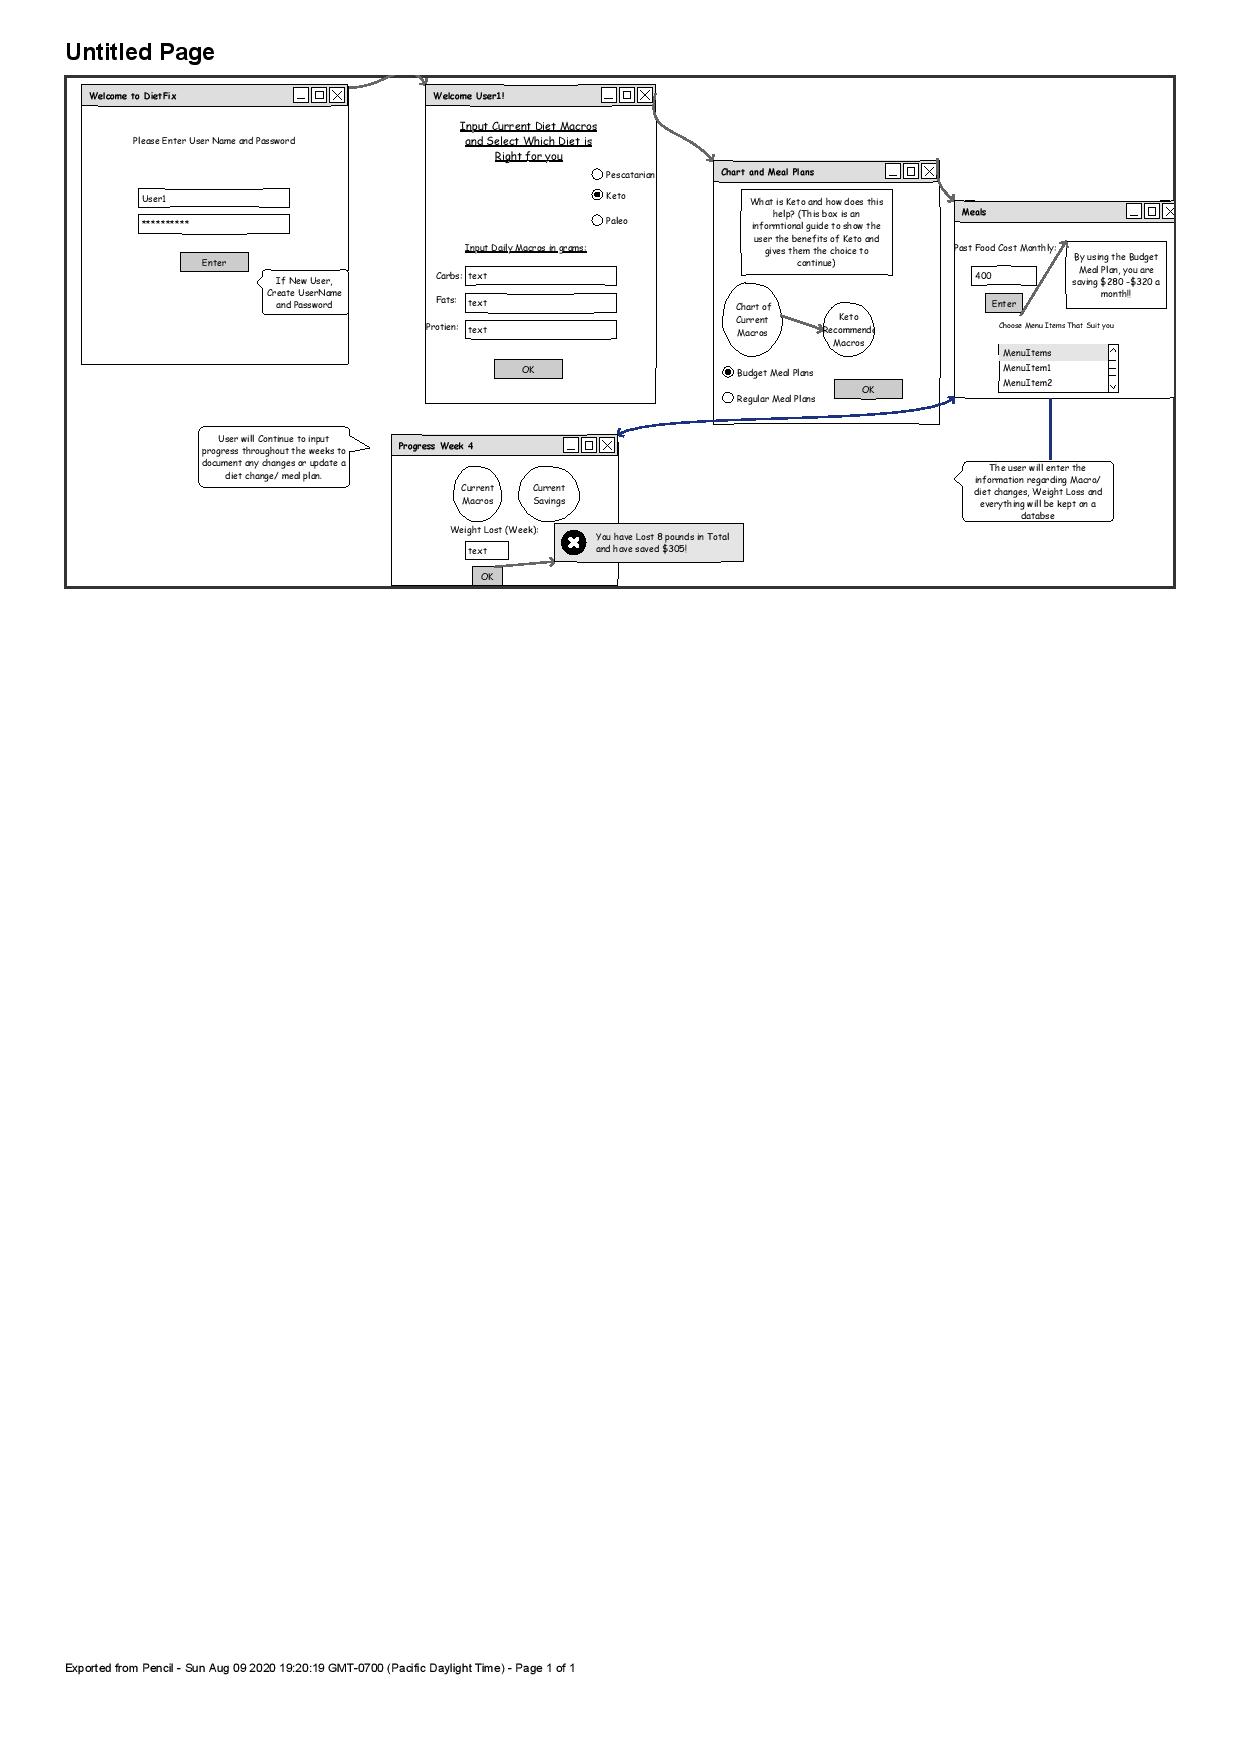 Untitled Page
Welcome to DietFix
Please Enter User Name and Password
User1
**********
Enter
If New User,
Create UserName
and Password
Welcome User1!
Input Current Diet Macros
and Select Which Diet is
Right for you
Pescatarian
Keto
Paleo
Input Daily Macros in grams:
Carbs: text
Fats: text
Protien: text
OK
Chart and Meal Plans
What is Keto and how does this
help? (This box is an
informtional guide to show the
user the benefits of Keto and
gives them the choice to
continue)
Chart of
Current
Macros
Keto
Recommende
Macros
Budget Meal Plans
Regular Meal Plans
OK
Meals
Past Food Cost Monthly:
400
Enter
By using the Budget
Meal Plan, you are
saving $280 -$320 a
month!!
Choose Menu Items That Suit you
MenuItems
MenuItem1
MenuItem2
User will Continue to input
progress throughout the weeks to
document any changes or update a
diet change/ meal plan.
Progress Week 4
Current
Macros
Current
Savings
Weight Lost (Week):
text
OK
You have Lost 8 pounds in Total
and have saved $305!
The user will enter the
information regarding Macro/
diet changes, Weight Loss and
everything will be kept on a
databse
Exported from Pencil - Sun Aug 09 2020 19:20:19 GMT-0700 (Pacific Daylight Time) - Page 1 of 1